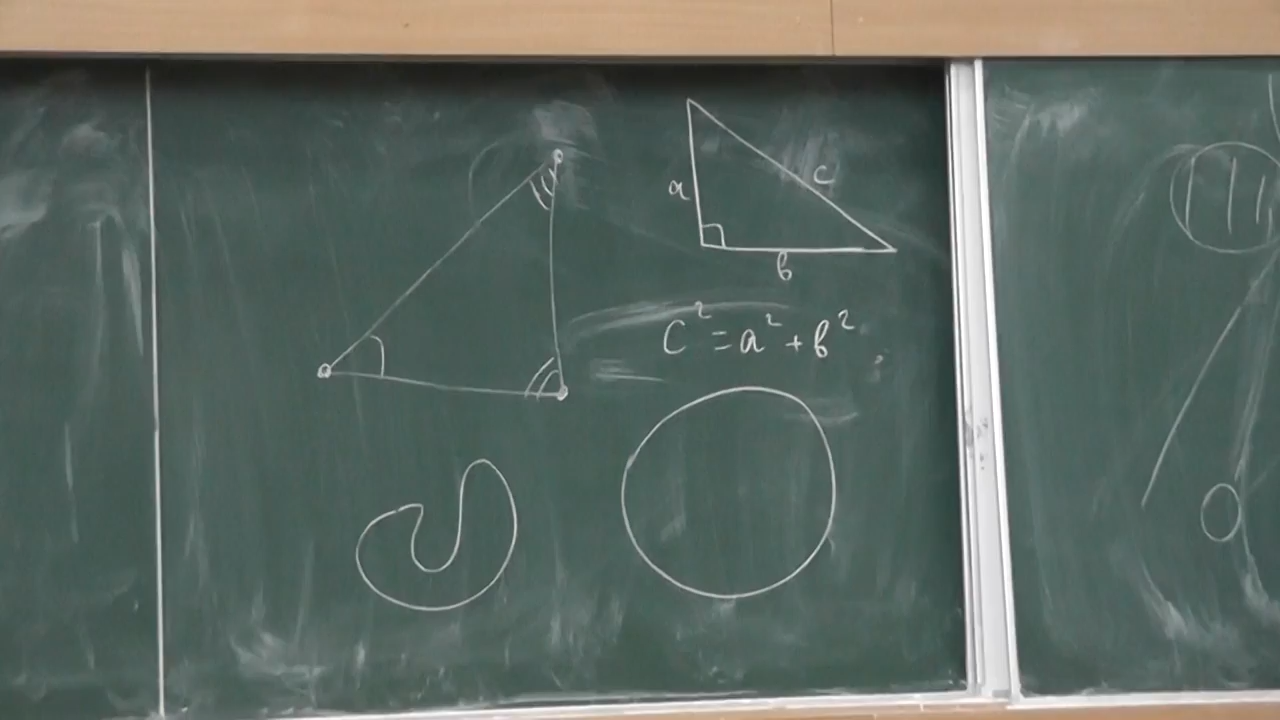 a
c
b
c² = a² + b²